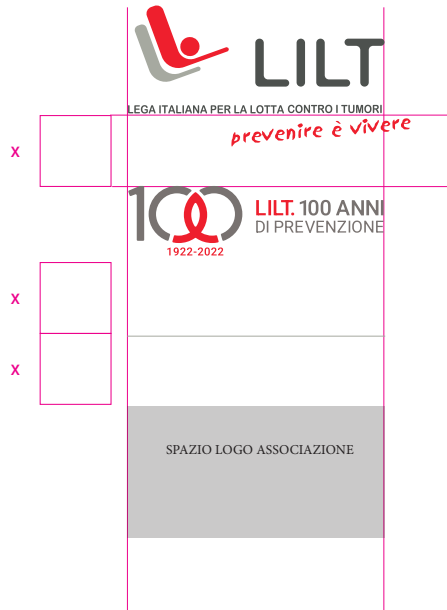 LILT
LEGA ITALIANA PER LA LOTTA CONTRO I TUMORI
prevenire è vivere
X
100
LILT. 100 ANNI
DI PREVENZIONE
1922-2022
X
X
SPAZIO LOGO ASSOCIAZIONE